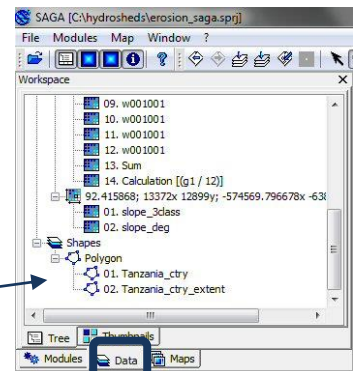 SAGA [C:\hydrosheds\erosion_saga.sprj]
File Modules Map Window ?
Workspace
09. w001001
10. w001001
11. w001001
12. w001001
13. Sum
14. Calculation [(g1 / 12)]
92.415868; 13372x 12899y; -574569.796678x -638
01. slope_3class
02. slope_deg
Shapes
Polygon
01. Tanzania_ctry
02. Tanzania_ctry_extent
Tree Thumbnails
Modules Data Maps